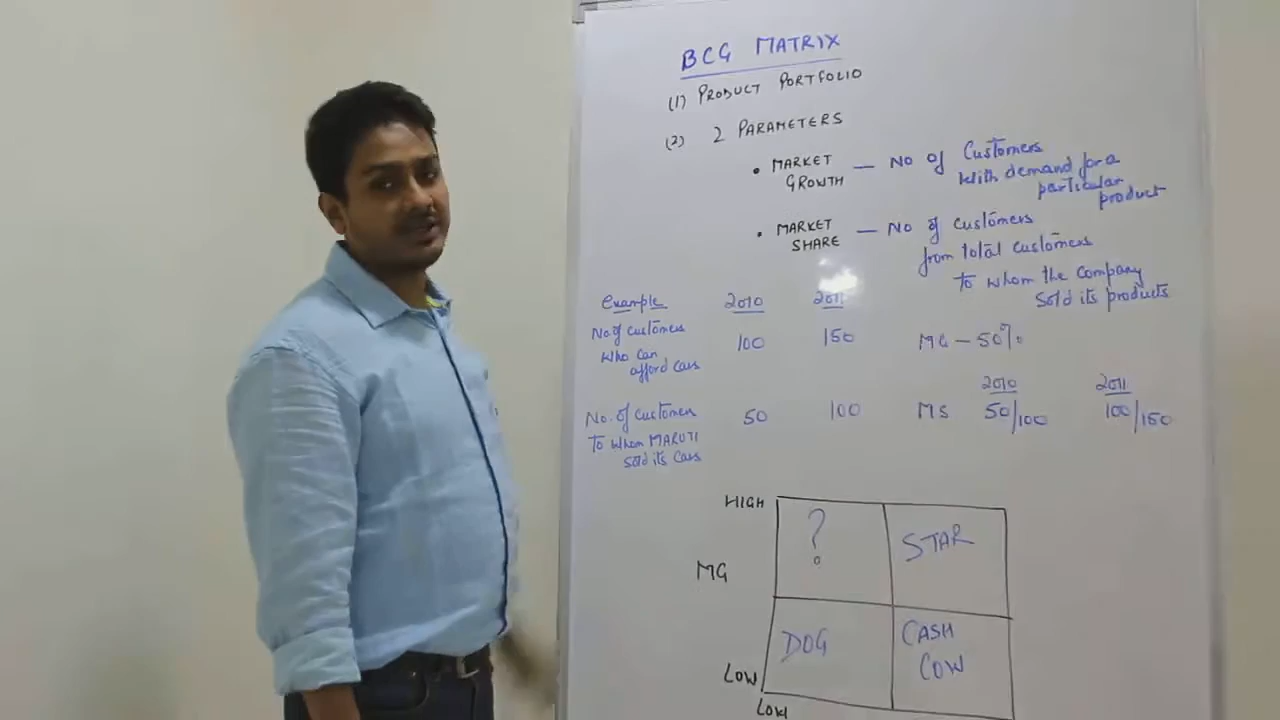 BCG MATRIX
(1) PRODUCT PORTFOLIO
(2) 2 PARAMETERS
• MARKET GROWTH — No of Customers
With demand for a
particular
product
• MARKET SHARE — No of customers
from total customers
to whom the company
sold its products
Example 2010 2011
No of customers
Who can
afford cars 100 150 MG — 50%
2010 2011
No. of customers
To whom MARUTI
sold its cars 50 100 MS 50/100 100/150
HIGH
? STAR
MG
DOG CASH
COW
LOW
LOW